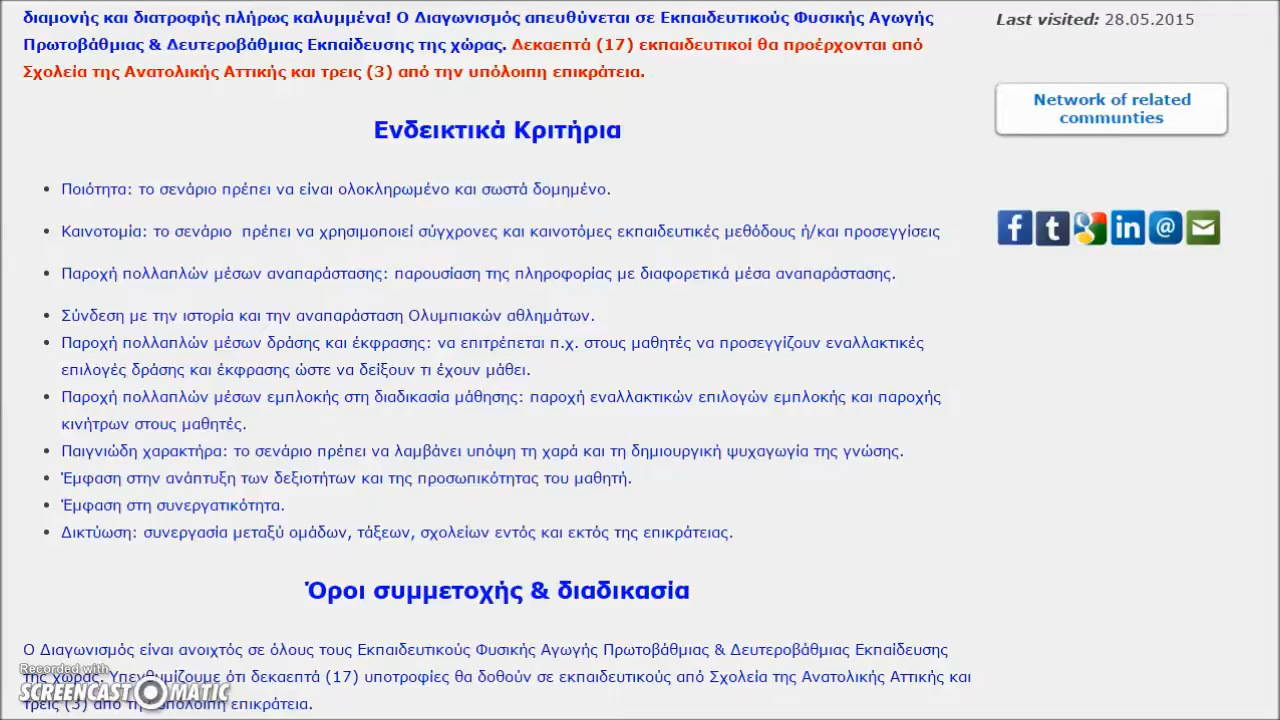 διαμονής και διατροφής πλήρως καλυμμένα! Ο Διαγωνισμός απευθύνεται σε Εκπαιδευτικούς Φυσικής Αγωγής
Πρωτοβάθμιας & Δευτεροβάθμιας Εκπαίδευσης της χώρας. Δεκαεπτά (17) εκπαιδευτικοί θα προέρχονται από
Σχολεία της Ανατολικής Αττικής και τρεις (3) από την υπόλοιπη επικράτεια.
Ενδεικτικά Κριτήρια
Ποιότητα: το σενάριο πρέπει να είναι ολοκληρωμένο και σωστά δομημένο.
Καινοτομία: το σενάριο πρέπει να χρησιμοποιεί σύγχρονες και καινοτόμες εκπαιδευτικές μεθόδους ή/και προσεγγίσεις
Παροχή πολλαπλών μέσων αναπαράστασης: παρουσίαση της πληροφορίας με διαφορετικά μέσα αναπαράστασης.
Σύνδεση με την ιστορία και την αναπαράσταση Ολυμπιακών αθλημάτων.
Παροχή πολλαπλών μέσων δράσης και έκφρασης: να επιτρέπεται π.χ. στους μαθητές να προσεγγίζουν εναλλακτικές
επιλογές δράσης και έκφρασης ώστε να δείξουν τι έχουν μάθει.
Παροχή πολλαπλών μέσων εμπλοκής στη διαδικασία μάθησης: παροχή εναλλακτικών επιλογών εμπλοκής και παροχής
κινήτρων στους μαθητές.
Παιγνιώδη χαρακτήρα: το σενάριο πρέπει να λαμβάνει υπόψη τη χαρά και τη δημιουργική ψυχαγωγία της γνώσης.
Έμφαση στην ανάπτυξη των δεξιοτήτων και της προσωπικότητας του μαθητή.
Έμφαση στη συνεργατικότητα.
Δικτύωση: συνεργασία μεταξύ ομάδων, τάξεων, σχολείων εντός και εκτός της επικράτειας.
Όροι συμμετοχής & διαδικασία
Ο Διαγωνισμός είναι ανοιχτός σε όλους τους Εκπαιδευτικούς Φυσικής Αγωγής Πρωτοβάθμιας & Δευτεροβάθμιας Εκπαίδευσης
της χώρας. Υπενθυμίζουμε ότι δεκαεπτά (17) υποτροφίες θα δοθούν σε εκπαιδευτικούς από Σχολεία της Ανατολικής Αττικής και
τρεις (3) από την υπόλοιπη επικράτεια.
Last visited: 28.05.2015
Network of related
communties
Recorded with
SCREENCAST MATIC